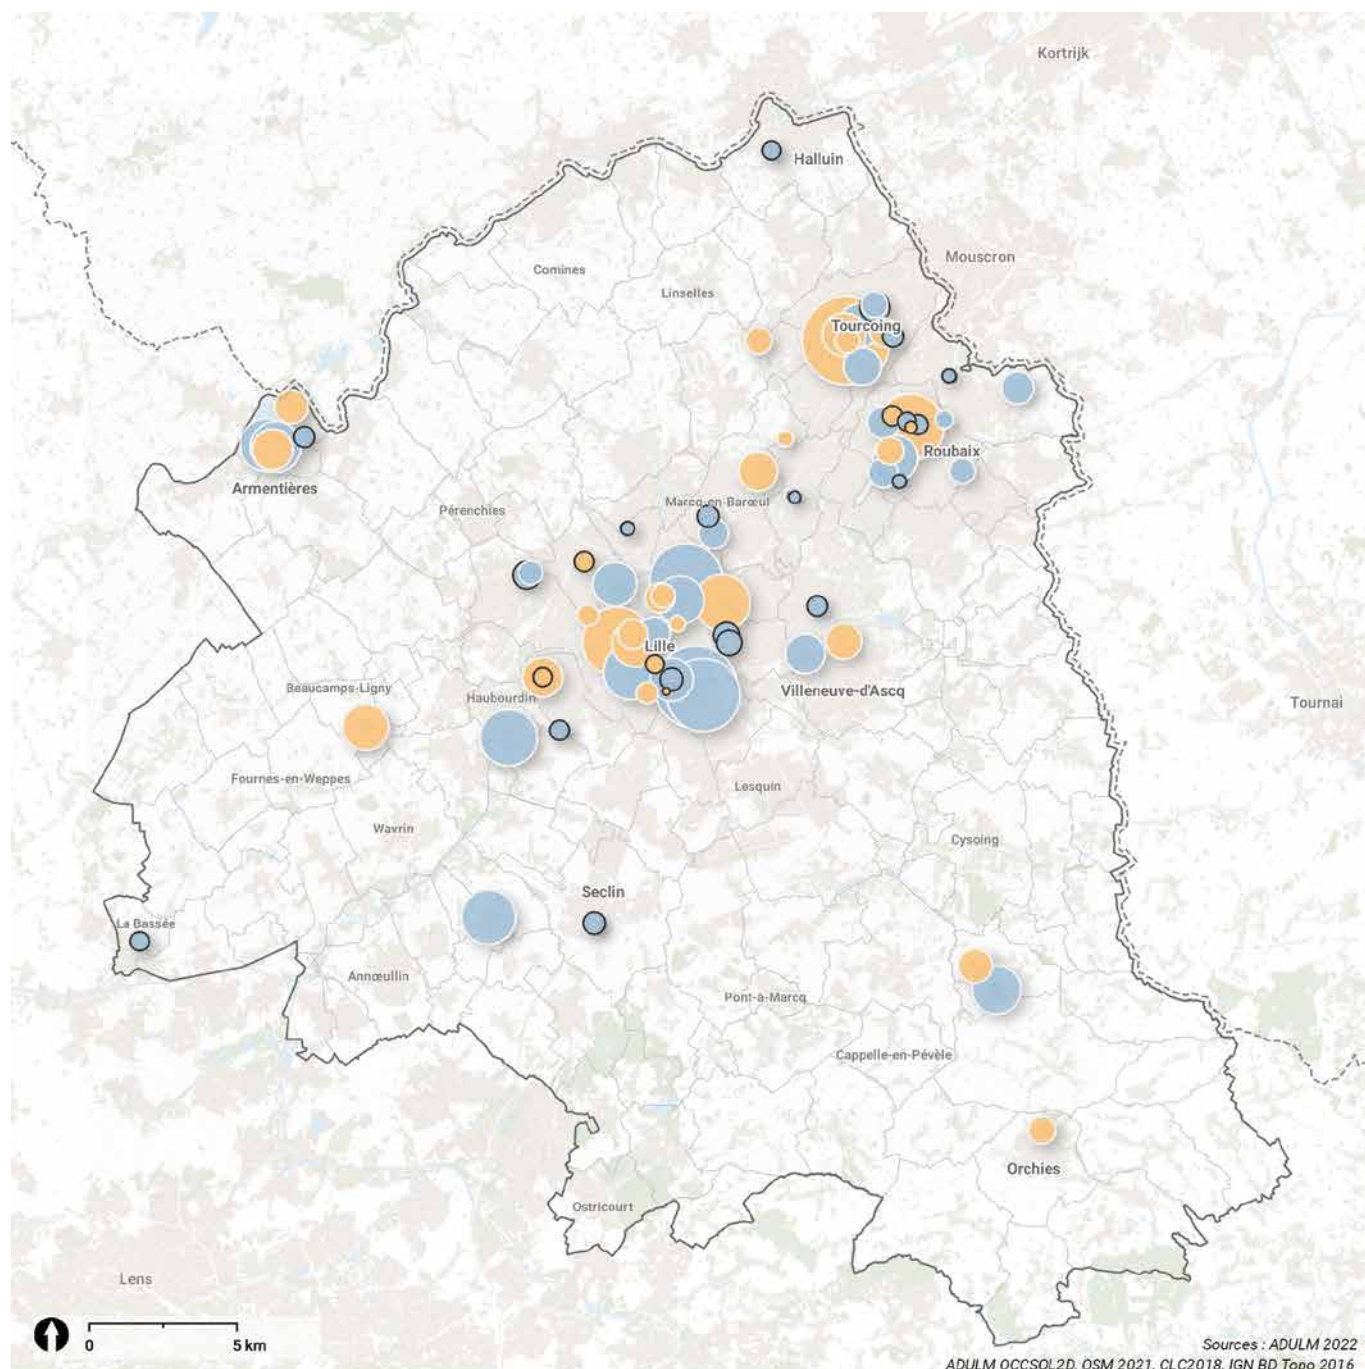 Kortrijk
Halluin
Mouscron
Comines
Linselles
Tourcoing
Roubaix
Armentières
Marcq-en-Barœul
Pérenchies
Lille
Beaucamps-Ligny
Haubourdin
Villeneuve-d'Ascq
Tournai
Fournes-en-Weppes
Lesquin
Wavrin
Cysoing
Seclin
La Bassée
Annœullin
Pont-à-Marcq
Cappelle-en-Pévèle
Orchies
Ostricourt
Lens
0 5 km
Sources : ADULM 2022
ADULM OCCSOL2D, OSM 2021, CLC2018, IGN BD Topo 2016